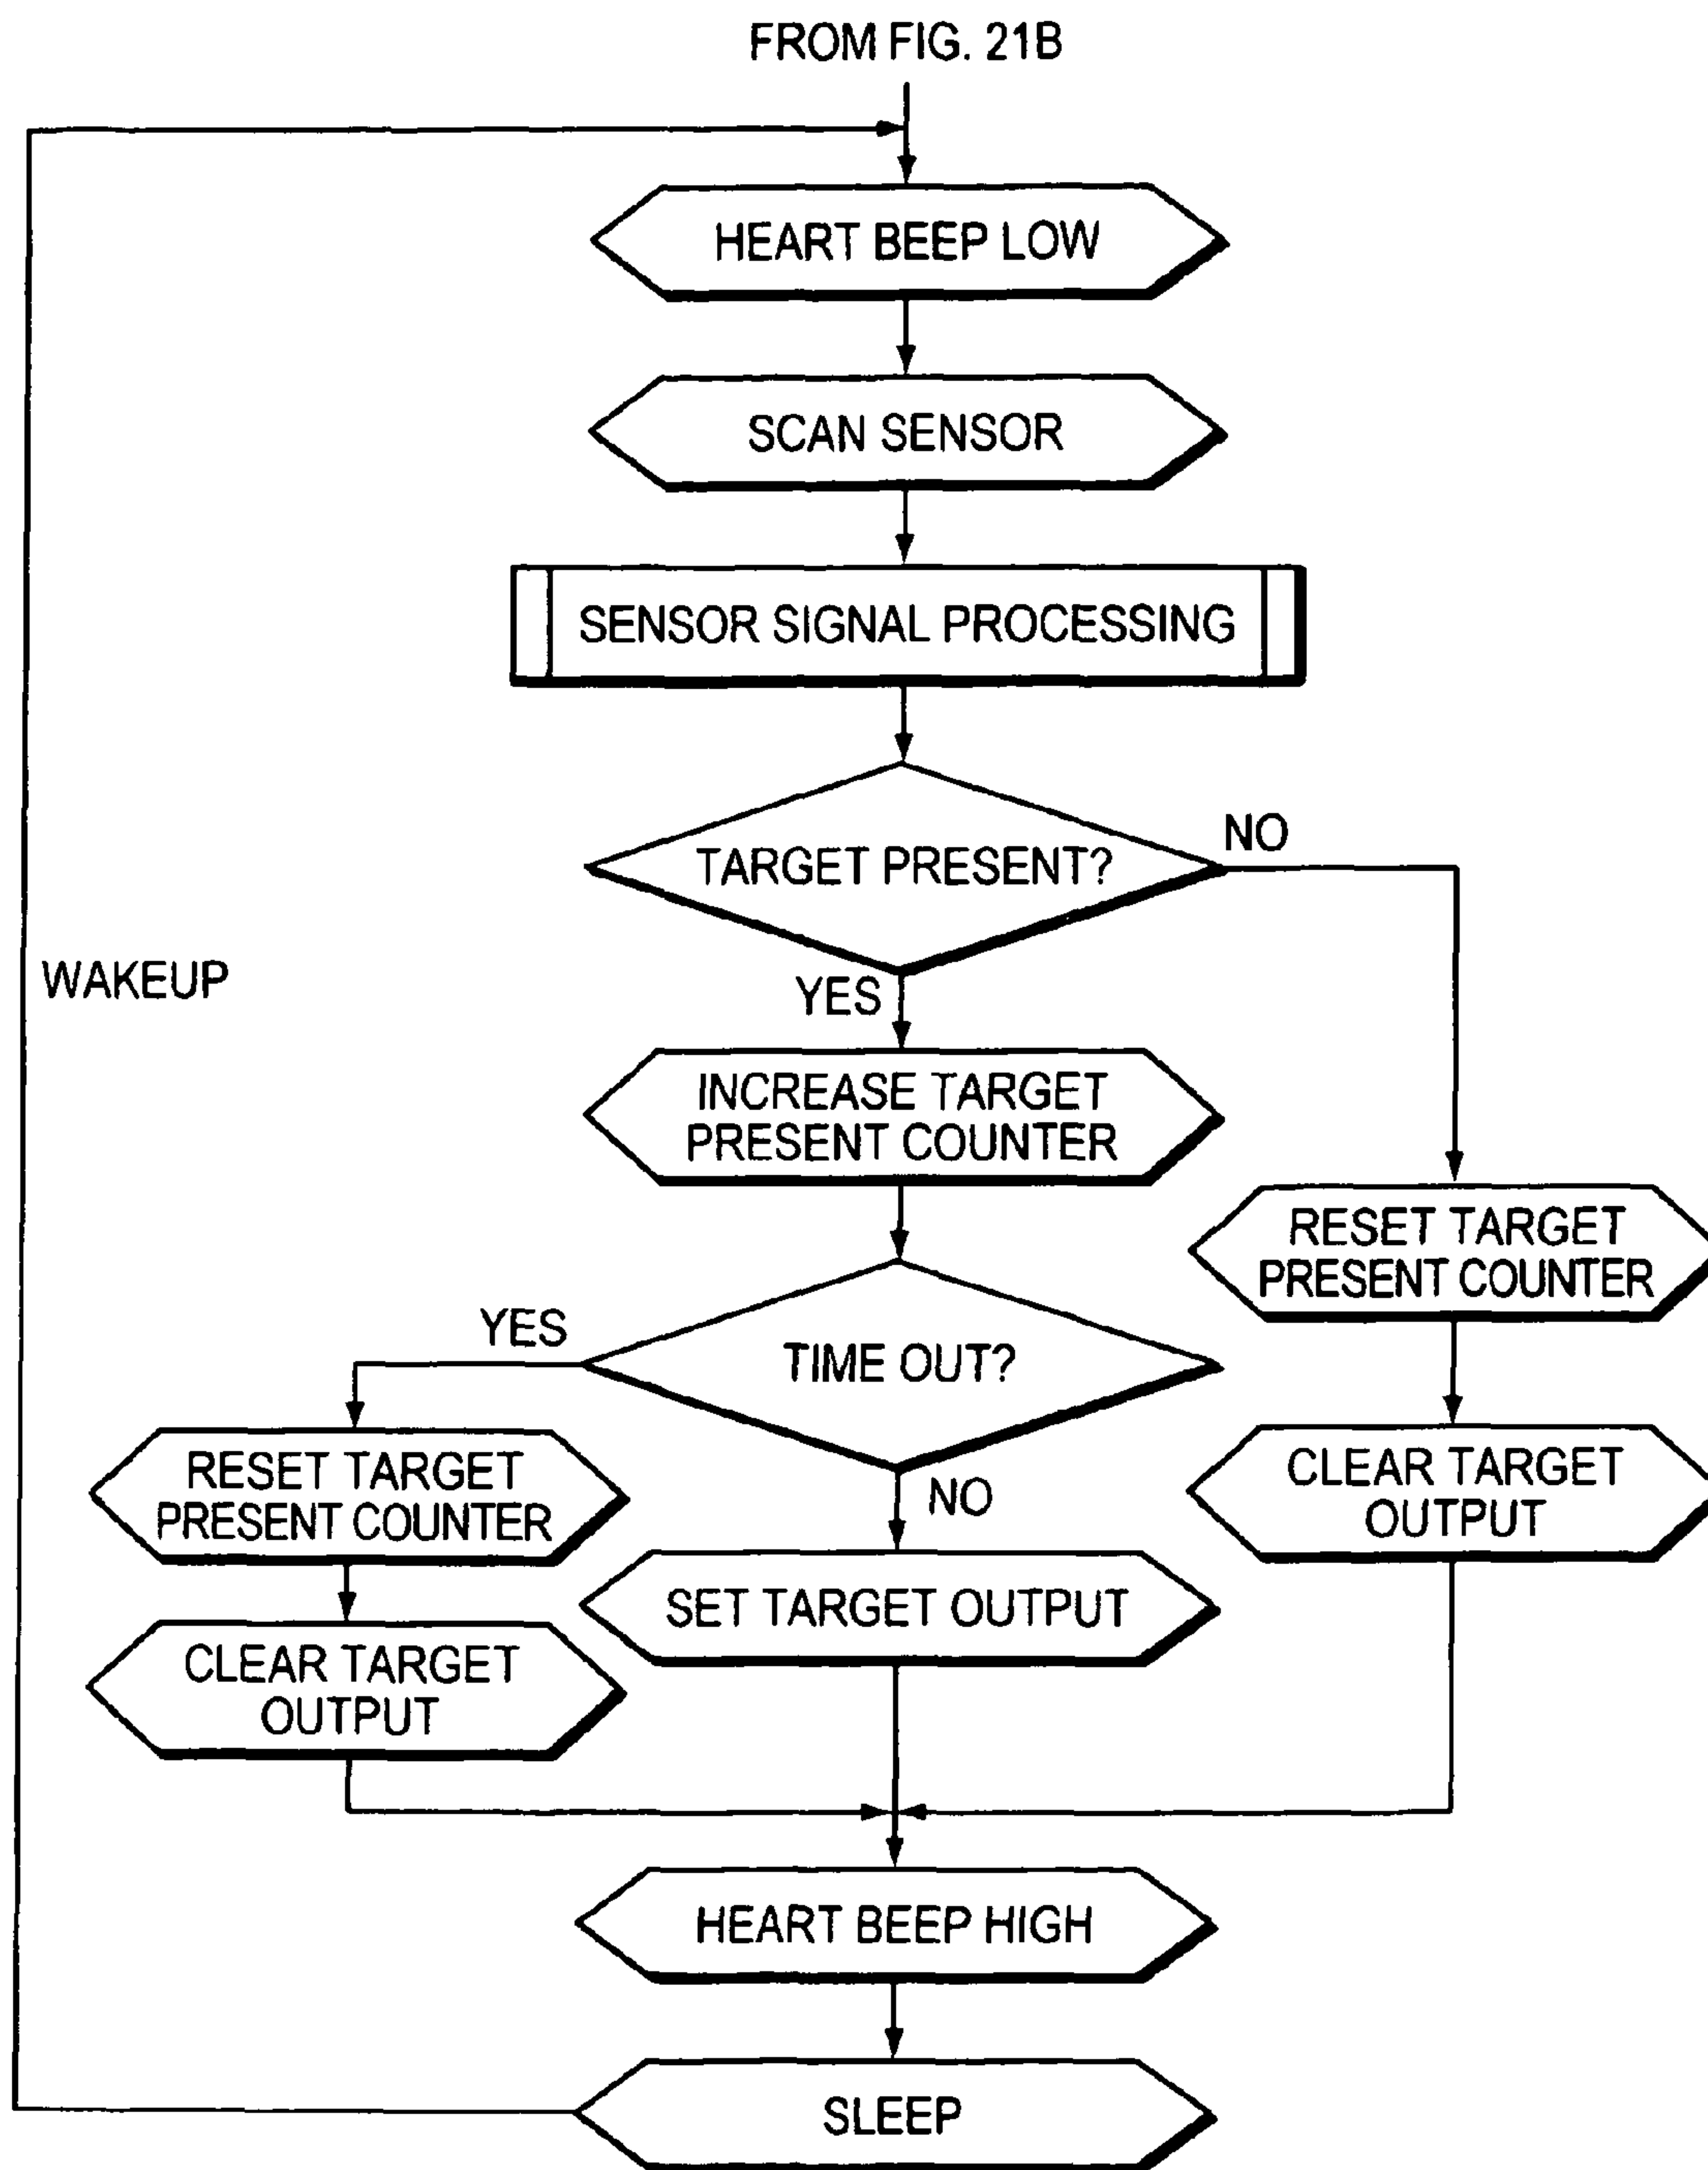 FROM FIG. 21B
HEART BEEP LOW
SCAN SENSOR
SENSOR SIGNAL PROCESSING
TARGET PRESENT?
NO
WAKEUP
YES
INCREASE TARGET
PRESENT COUNTER
RESET TARGET
PRESENT COUNTER
YES
TIME OUT?
RESET TARGET
PRESENT COUNTER
NO
CLEAR TARGET
OUTPUT
SET TARGET OUTPUT
CLEAR TARGET
OUTPUT
HEART BEEP HIGH
SLEEP